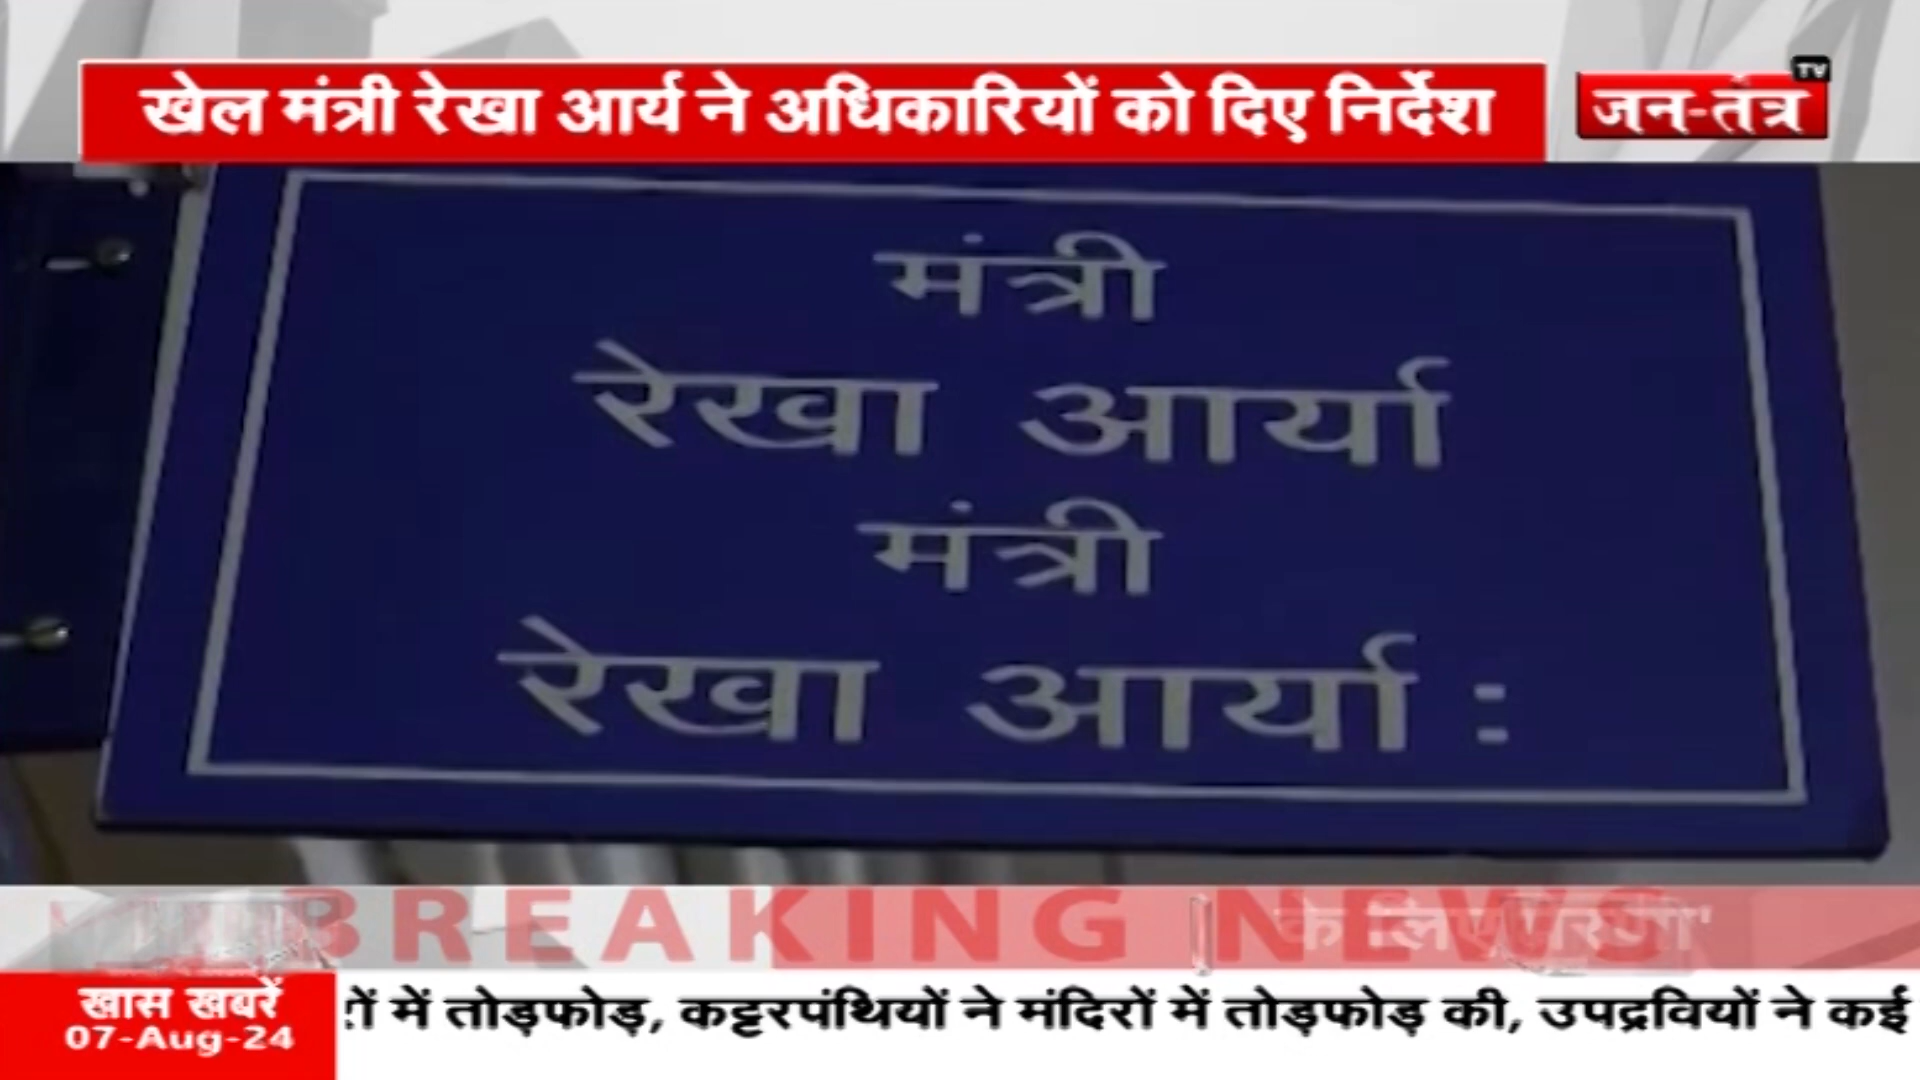 खेल मंत्री रेखा आर्य ने अधिकारियों को दिए निर्देश
जन-तंत्र TV
मंत्री
रेखा आर्या
मंत्री
रेखा आर्या :
BREAKING NEWS
के लिए
खास खबरें
07-Aug-24
में तोड़फोड़, कट्टरपंथियों ने मंदिरों में तोड़फोड़ की, उपद्रवियों ने कई